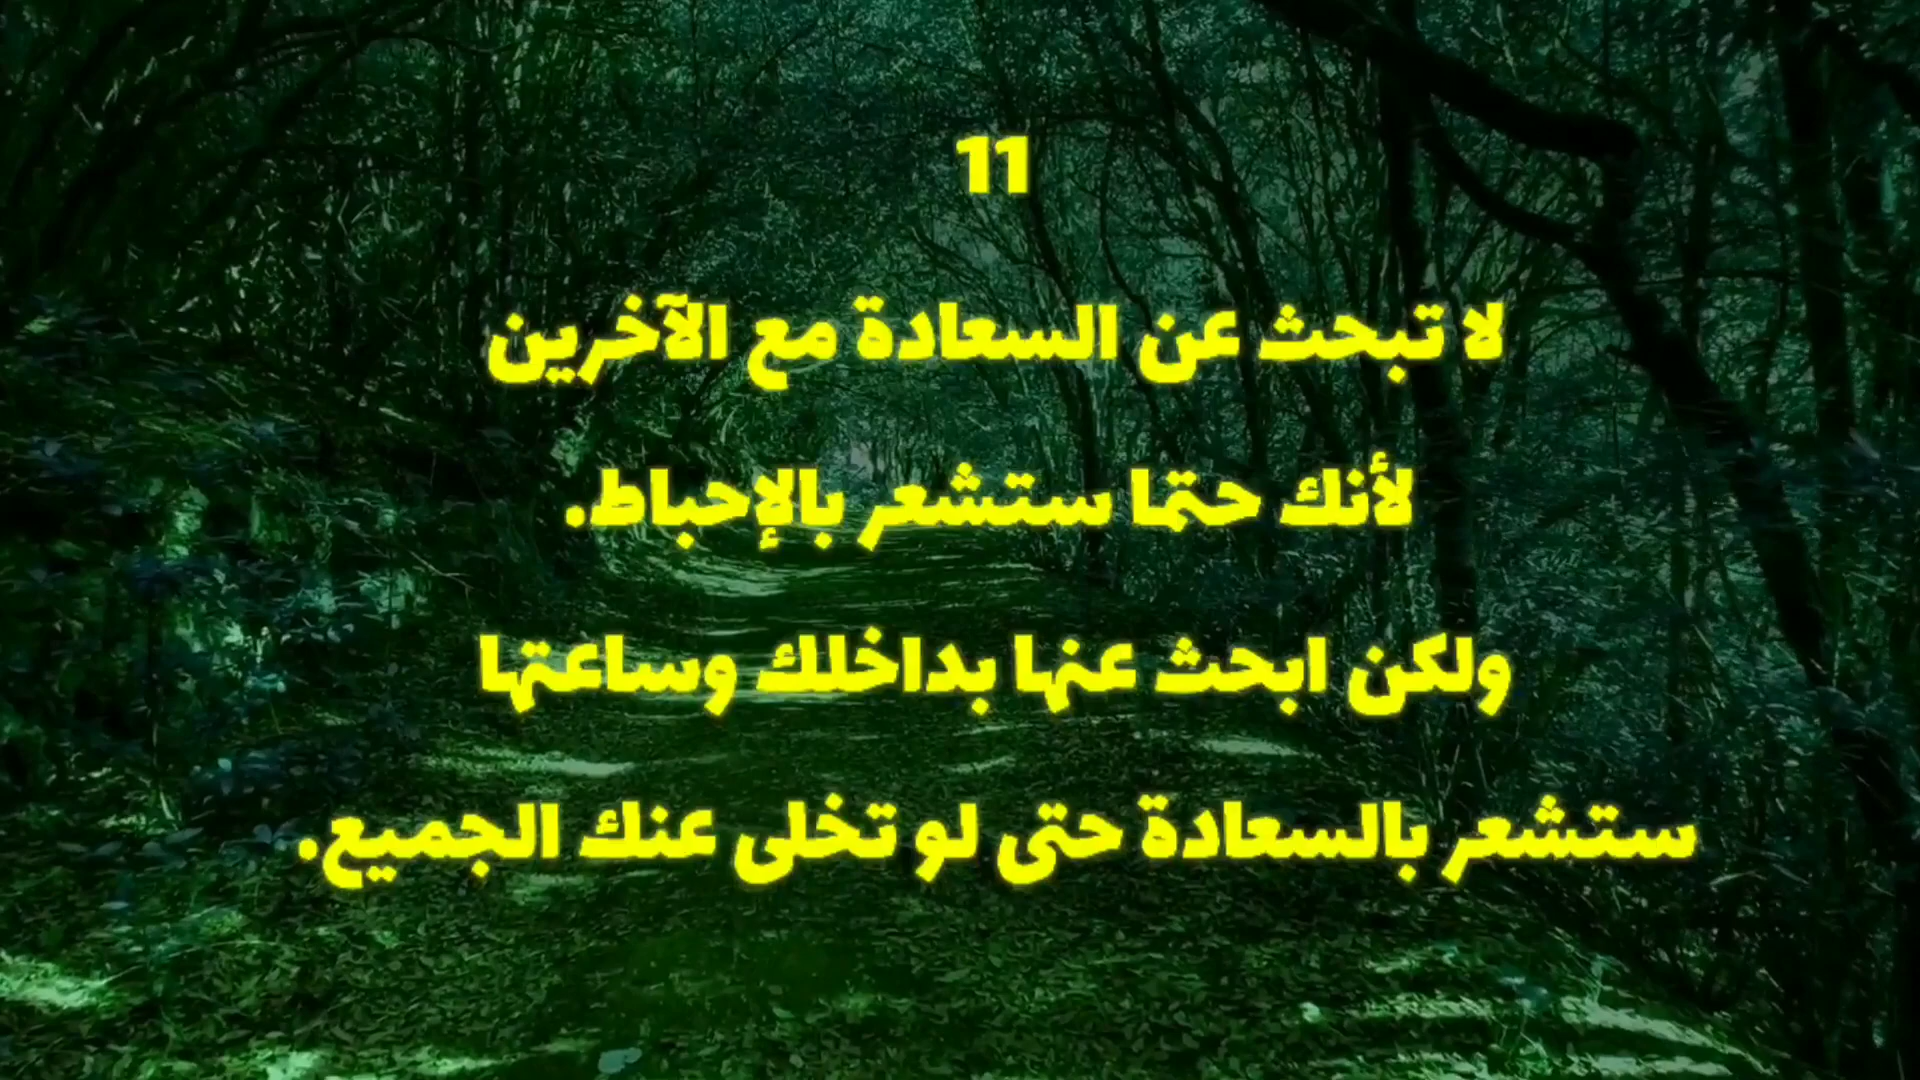 11
لا تبحث عن السعادة مع الآخرين
لأنك حتما ستشعر بالإحباط.
ولكن ابحث عنها بداخلك وساعتها
ستشعر بالسعادة حتى لو تخلى عنك الجميع.